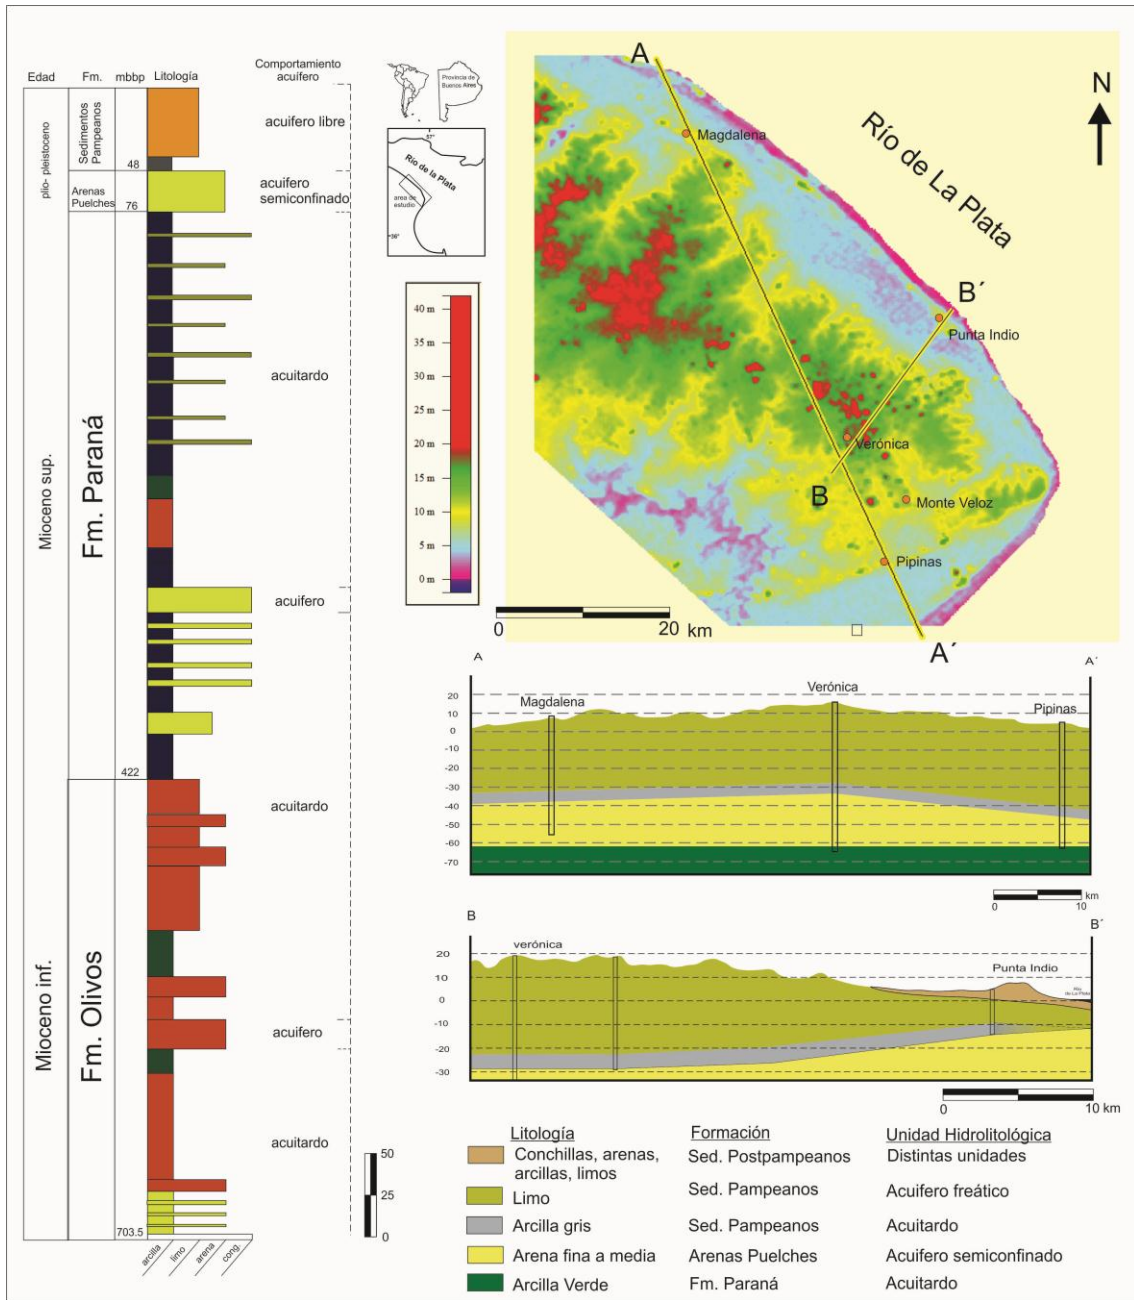 Edad Fm. mbbp Litología
Comportamiento
acuífero
plio- pleistoceno
Sedimentos
Pampeanos
48
acuifero libre
Arenas
Puelches
76
acuifero
semiconfinado
Mioceno sup.
Fm. Paraná
acuitardo
acuifero
422
Mioceno inf.
Fm. Olivos
acuitardo
acuifero
acuitardo
703.5
arcilla
limo
arena
cong.
50
25
0
Provincia de
Buenos Aires
57°
Río de la Plata
area de
estudio
36°
40 m
35 m
30 m
25 m
20 m
15 m
10 m
5 m
0 m
A
Magdalena
Río de La Plata
N
B´
Punta Indio
Verónica
B
Monte Veloz
Pipinas
A´
0 20 km
A A´
Magdalena
Verónica
Pipinas
20
10
0
-10
-20
-30
-40
-50
-60
-70
km
0 10
B B´
verónica
Punta Indio
Río
de La Plata
20
10
0
-10
-20
-30
0 10 km
Litología Formación Unidad Hidrolitológica
Conchillas, arenas,
arcillas, limos
Sed. Postpampeanos Distintas unidades
Limo Sed. Pampeanos Acuifero freático
Arcilla gris Sed. Pampeanos Acuitardo
Arena fina a media Arenas Puelches Acuifero semiconfinado
Arcilla Verde Fm. Paraná Acuitardo